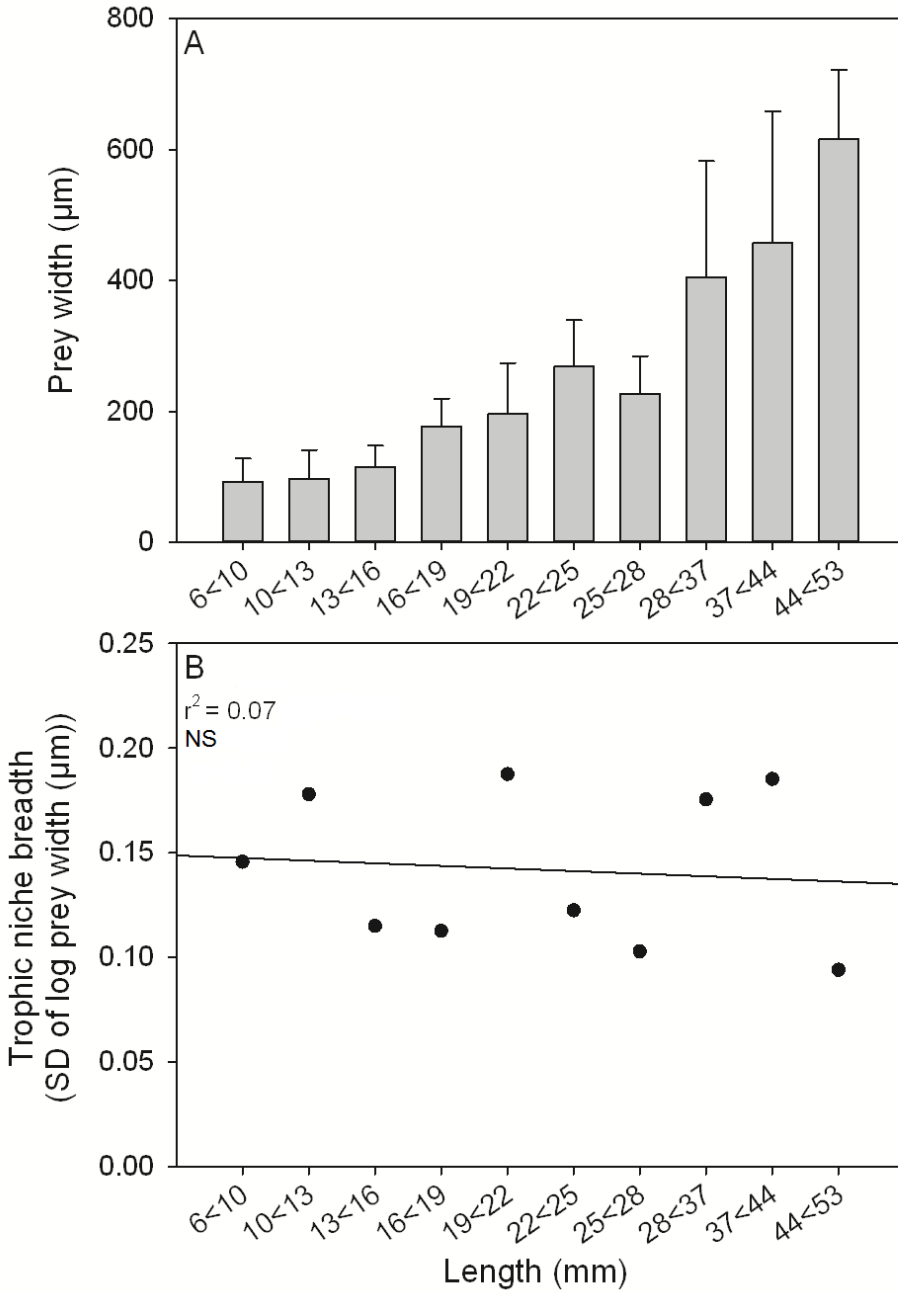 A
800
600
400
200
0
Prey width (µm)
6<10 10<13 13<16 16<19 19<22 22<25 25<28 28<37 37<44 44<53
B
r² = 0.07
NS
0.25
0.20
0.15
0.10
0.05
0.00
Trophic niche breadth
(SD of log prey width (µm))
6<10 10<13 13<16 16<19 19<22 22<25 25<28 28<37 37<44 44<53
Length (mm)